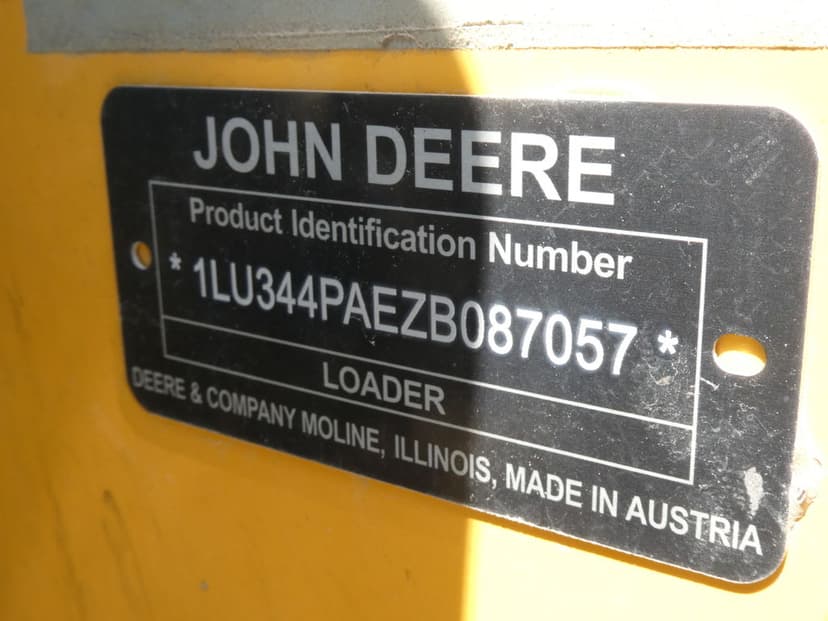 JOHN DEERE
Product Identification Number
* 1LU344PAEZB087057 *
LOADER
DEERE & COMPANY MOLINE, ILLINOIS, MADE IN AUSTRIA